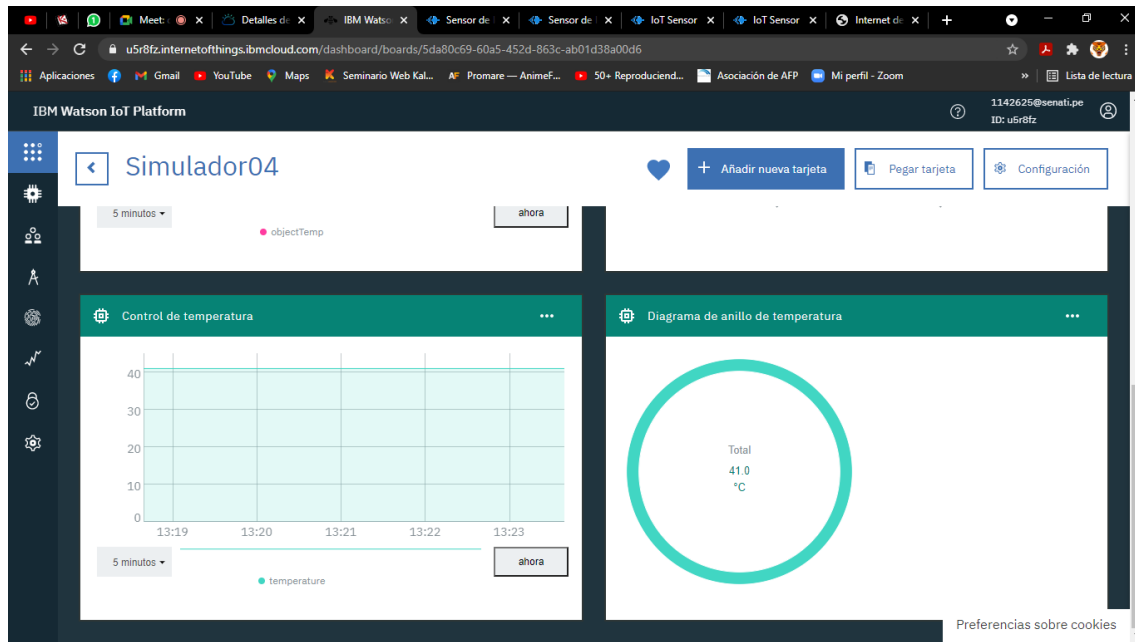 Meet:
Detalles de
IBM Watso
Sensor de
Sensor de
IoT Sensor
IoT Sensor
Internet de
u5r8fz.internetofthings.ibmcloud.com/dashboard/boards/5da80c69-60a5-452d-863c-ab01d38a00d6
Aplicaciones
Gmail
YouTube
Maps
Seminario Web Kal...
AF Promare — AnimeF...
50+ Reproduciend...
Asociación de AFP
Mi perfil - Zoom
»
Lista de lectura
IBM Watson IoT Platform
1142625@senati.pe
ID: u5r8fz
Simulador04
+ Añadir nueva tarjeta
Pegar tarjeta
Configuración
5 minutos
ahora
objectTemp
Control de temperatura
Diagrama de anillo de temperatura
40
30
20
10
0
13:19 13:20 13:21 13:22 13:23
5 minutos
ahora
temperature
Total
41.0
°C
Preferencias sobre cookies